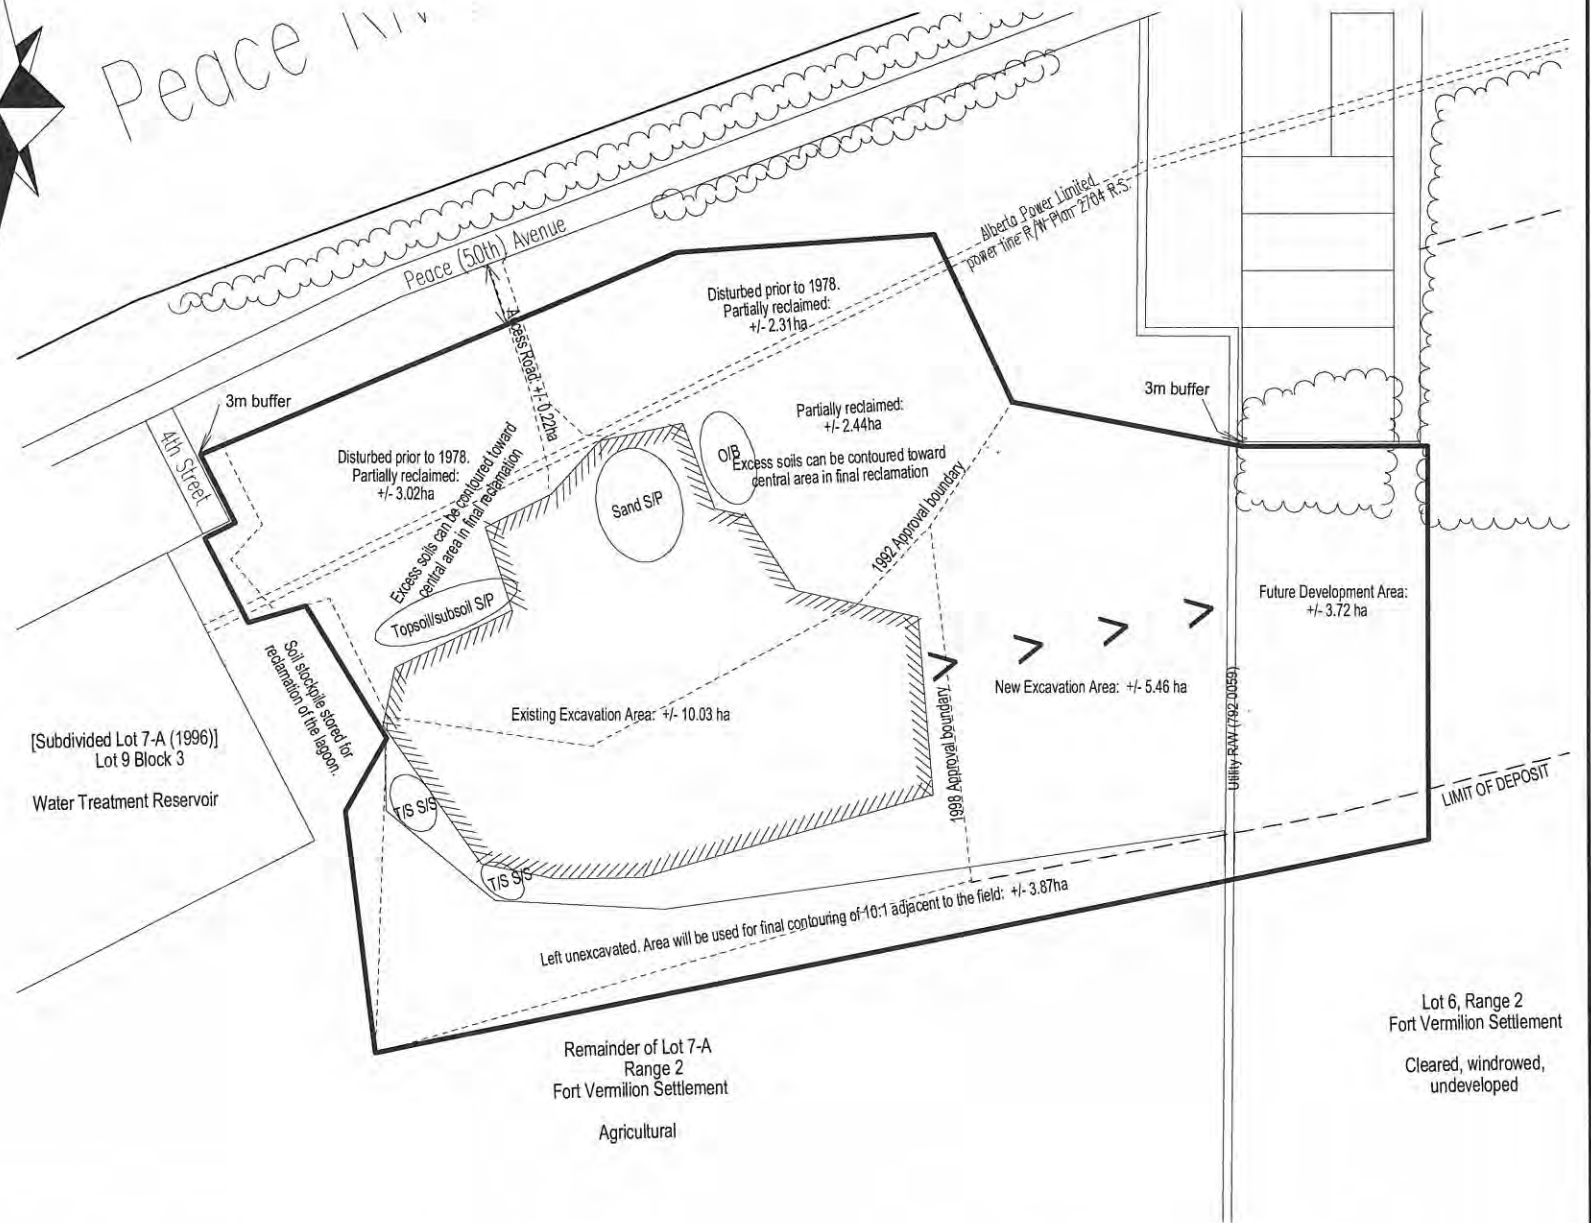 Peace
Peace (50th) Avenue
Alberta Power Limited
power line R/W Plan 2704 R.S.
Disturbed prior to 1978.
Partially reclaimed:
+/- 2.31ha
Access Road: +/- 0.22ha
3m buffer
3m buffer
4th Street
Partially reclaimed:
+/- 2.44ha
O/B
Excess soils can be contoured toward
central area in final reclamation
Disturbed prior to 1978.
Partially reclaimed:
+/- 3.02ha
Excess soils can be contoured toward
central area in final reclamation
Sand S/P
1992 Approval boundary
Topsoil/subsoil S/P
Future Development Area:
+/- 3.72 ha
Soil stockpile stored for
reclamation of the lagoon.
New Excavation Area: +/- 5.46 ha
Existing Excavation Area: +/- 10.03 ha
1998 Approval boundary
Utility R/W (792 0059)
[Subdivided Lot 7-A (1996)]
Lot 9 Block 3
Water Treatment Reservoir
LIMIT OF DEPOSIT
T/S S/S
T/S S/S
Left unexcavated. Area will be used for final contouring of 10:1 adjacent to the field: +/- 3.87ha
Remainder of Lot 7-A
Range 2
Fort Vermilion Settlement
Agricultural
Lot 6, Range 2
Fort Vermilion Settlement
Cleared, windrowed,
undeveloped